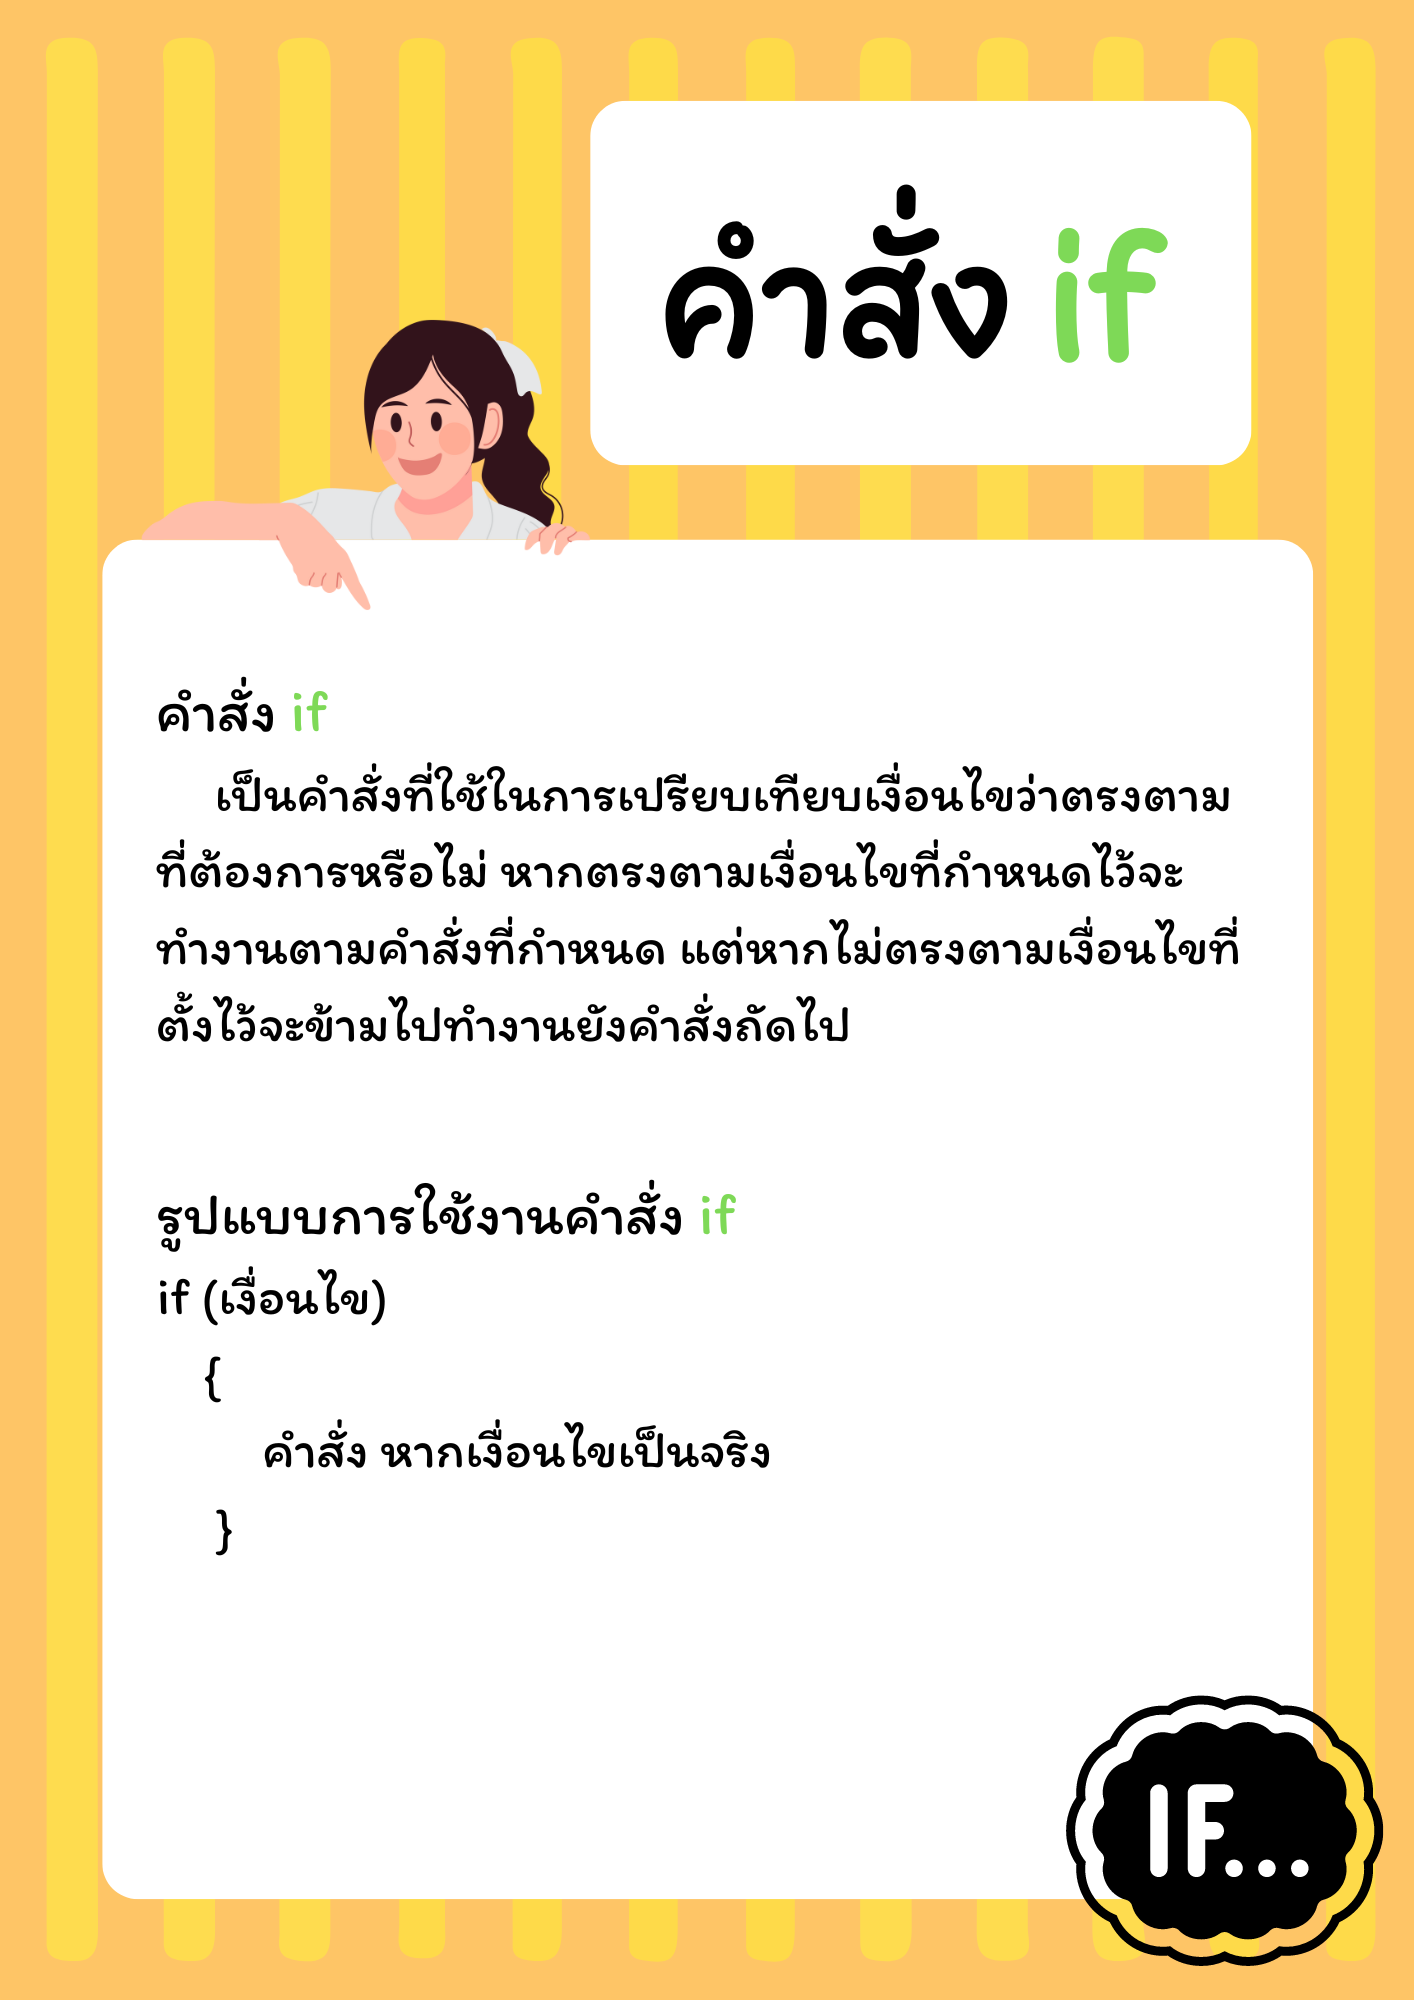 คำสั่ง if
คำสั่ง if
เป็นคำสั่งที่ใช้ในการเปรียบเทียบเงื่อนไขว่าตรงตาม
ที่ต้องการหรือไม่ หากตรงตามเงื่อนไขที่กำหนดไว้จะ
ทำงานตามคำสั่งที่กำหนด แต่หากไม่ตรงตามเงื่อนไขที่
ตั้งไว้จะข้ามไปทำงานยังคำสั่งถัดไป
รูปแบบการใช้งานคำสั่ง if
if (เงื่อนไข)
{
คำสั่ง หากเงื่อนไขเป็นจริง
}
IF...